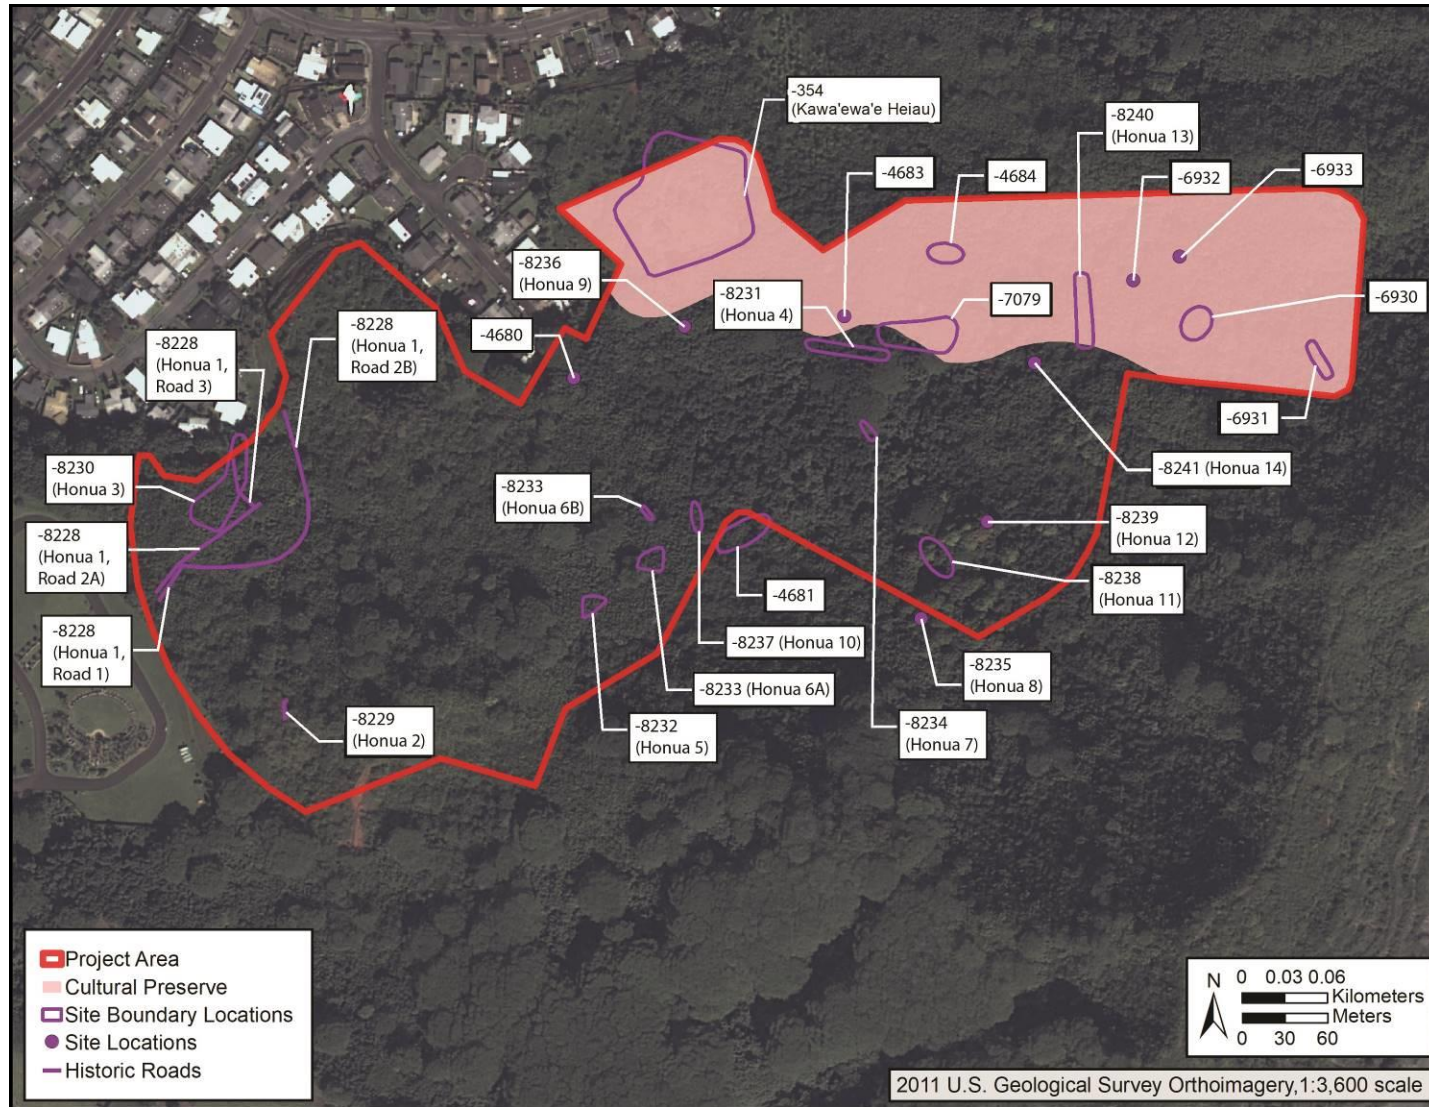 -354
(Kawa'ewa'e Heiau)
-8240
(Honua 13)
-4683
-4684
-6932
-6933
-8236
(Honua 9)
-8231
(Honua 4)
-7079
-6930
-4680
-8228
(Honua 1,
Road 2B)
-8228
(Honua 1,
Road 3)
-6931
-8241 (Honua 14)
-8230
(Honua 3)
-8233
(Honua 6B)
-8239
(Honua 12)
-8228
(Honua 1,
Road 2A)
-8238
(Honua 11)
-4681
-8228
(Honua 1,
Road 1)
-8237 (Honua 10)
-8235
(Honua 8)
-8233 (Honua 6A)
-8229
(Honua 2)
-8232
(Honua 5)
-8234
(Honua 7)
Project Area
Cultural Preserve
Site Boundary Locations
Site Locations
Historic Roads
N
0 0.03 0.06
Kilometers
Meters
0 30 60
2011 U.S. Geological Survey Orthoimagery,1:3,600 scale